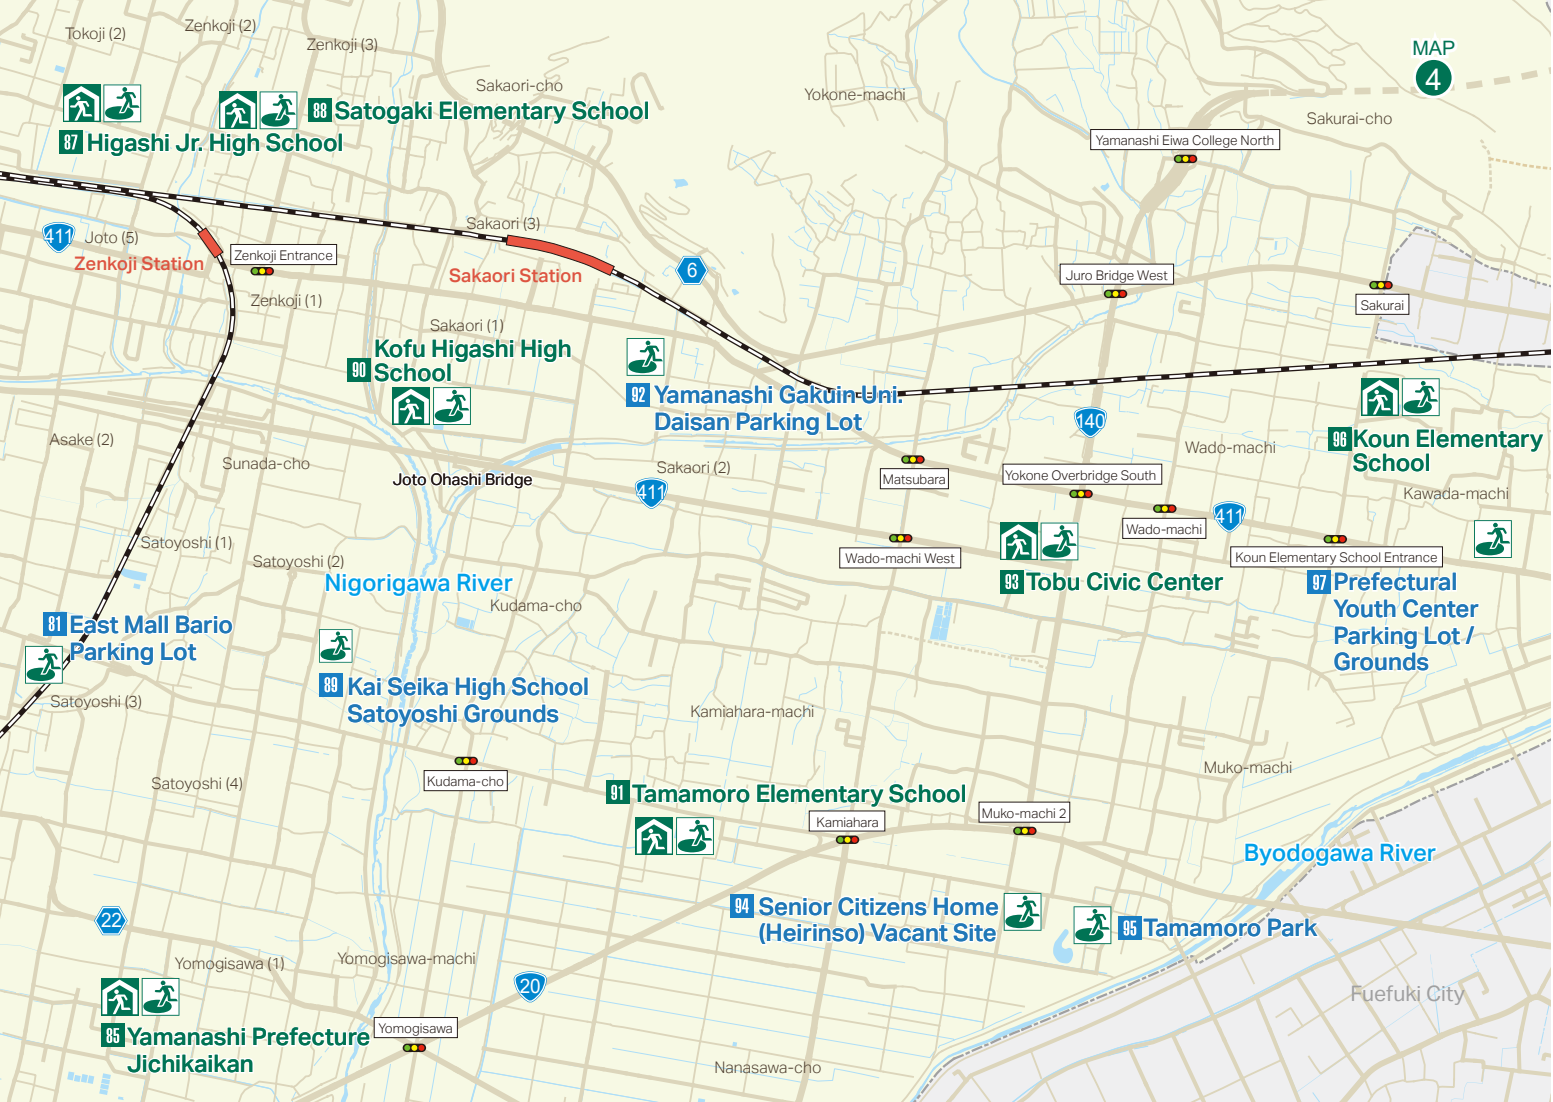 Tokoji (2)
Zenkoji (2)
Zenkoji (3)
Sakaori-cho
Yokone-machi
MAP
4
Sakurai-cho
88 Satogaki Elementary School
87 Higashi Jr. High School
Yamanashi Eiwa College North
Sakaori (3)
411
Joto (5)
Zenkoji Station
Zenkoji Entrance
Sakaori Station
6
Juro Bridge West
Sakurai
Zenkoji (1)
Sakaori (1)
90 Kofu Higashi High
School
92 Yamanashi Gakuin Uni.
Daisan Parking Lot
140
Asake (2)
Sunada-cho
Wado-machi
96 Koun Elementary
School
Joto Ohashi Bridge
Sakaori (2)
411
Matsubara
Yokone Overbridge South
Kawada-machi
Wado-machi
411
Satoyoshi (1)
Satoyoshi (2)
Wado-machi West
Koun Elementary School Entrance
Nigorigawa River
Kudama-cho
93 Tobu Civic Center
97 Prefectural
Youth Center
Parking Lot /
Grounds
81 East Mall Bario
Parking Lot
89 Kai Seika High School
Satoyoshi Grounds
Satoyoshi (3)
Kamiahara-machi
Satoyoshi (4)
Kudama-cho
Muko-machi
91 Tamamoro Elementary School
Kamiahara
Muko-machi 2
Byodogawa River
22
94 Senior Citizens Home
(Heirinso) Vacant Site
95 Tamamoro Park
Yomogisawa (1)
Yomogisawa-machi
20
Fuefuki City
85 Yamanashi Prefecture
Jichikaikan
Yomogisawa
Nanasawa-cho